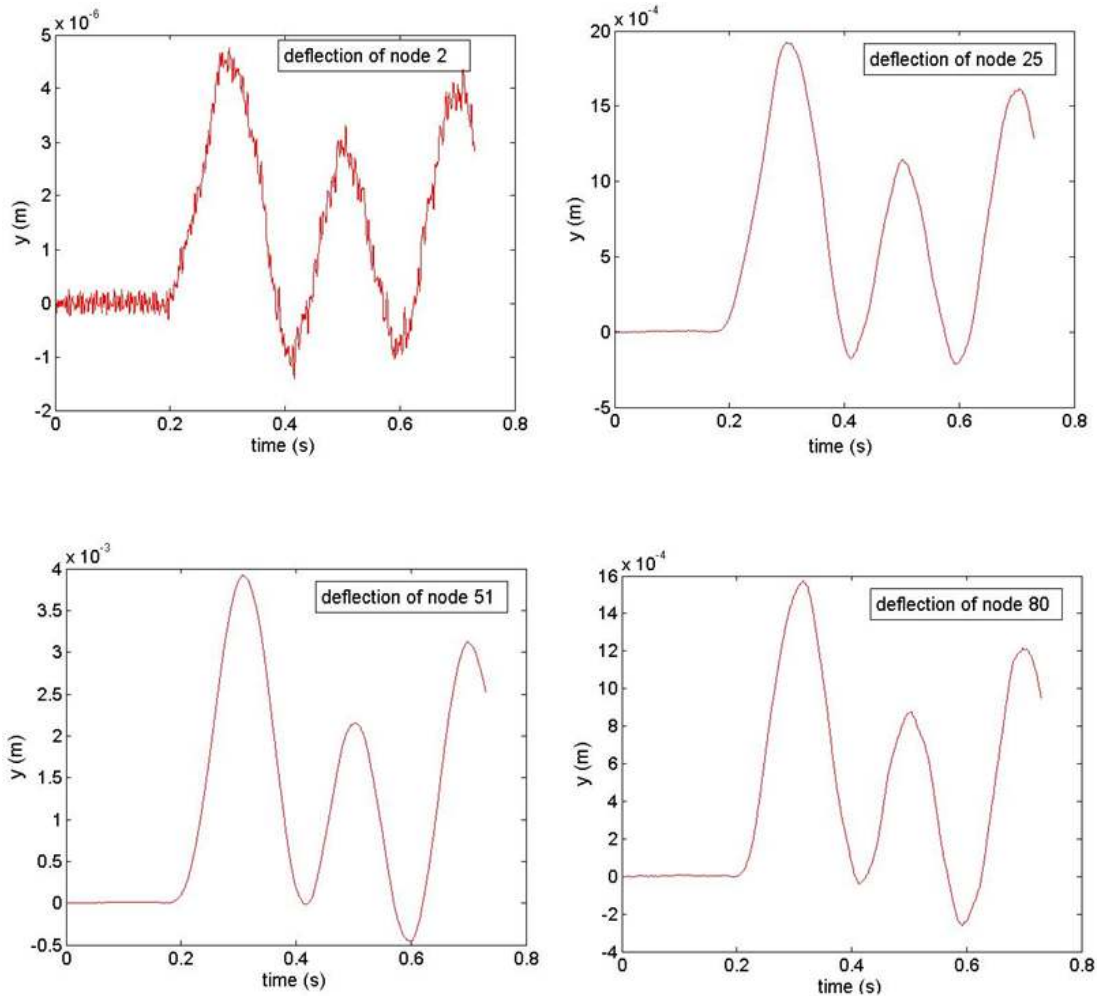 x 10⁻⁶
deflection of node 2
5
4
3
2
1
0
-1
-2
y (m)
0 0.2 0.4 0.6 0.8
time (s)
x 10⁻⁴
deflection of node 25
20
15
10
5
0
-5
y (m)
0 0.2 0.4 0.6 0.8
time (s)
x 10⁻³
deflection of node 51
4
3.5
3
2.5
2
1.5
1
0.5
0
-0.5
y (m)
0 0.2 0.4 0.6 0.8
time (s)
x 10⁻⁴
deflection of node 80
16
14
12
10
8
6
4
2
0
-2
-4
y (m)
0 0.2 0.4 0.6 0.8
time (s)